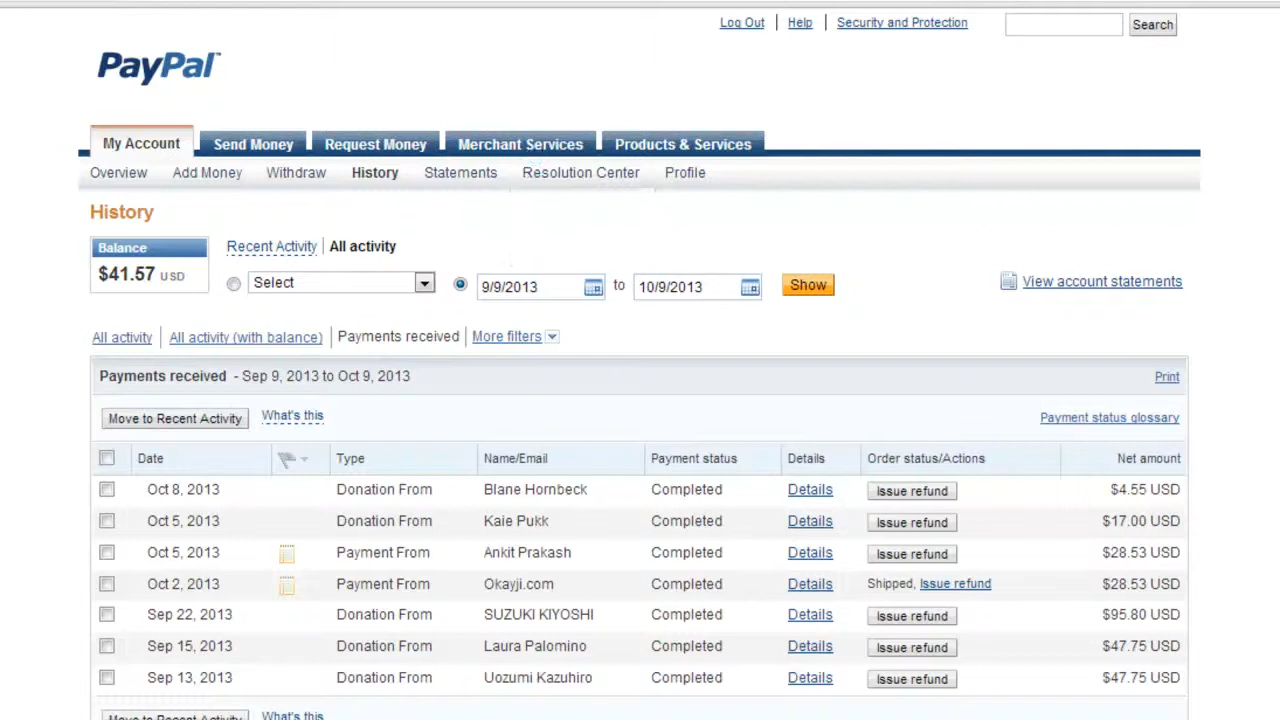 Log Out Help Security and Protection Search
PayPal™
My Account Send Money Request Money Merchant Services Products & Services
Overview Add Money Withdraw History Statements Resolution Center Profile
History
Balance
$41.57 USD
Recent Activity All activity
Select 9/9/2013 to 10/9/2013 Show
View account statements
All activity All activity (with balance) Payments received More filters
Payments received - Sep 9, 2013 to Oct 9, 2013 Print
Move to Recent Activity What's this Payment status glossary
Date Type Name/Email Payment status Details Order status/Actions Net amount
Oct 8, 2013 Donation From Blane Hornbeck Completed Details Issue refund $4.55 USD
Oct 5, 2013 Donation From Kaie Pukk Completed Details Issue refund $17.00 USD
Oct 5, 2013 Payment From Ankit Prakash Completed Details Issue refund $28.53 USD
Oct 2, 2013 Payment From Okayji.com Completed Details Shipped, Issue refund $28.53 USD
Sep 22, 2013 Donation From SUZUKI KIYOSHI Completed Details Issue refund $95.80 USD
Sep 15, 2013 Donation From Laura Palomino Completed Details Issue refund $47.75 USD
Sep 13, 2013 Donation From Uozumi Kazuhiro Completed Details Issue refund $47.75 USD
Move to Recent Activity What's this